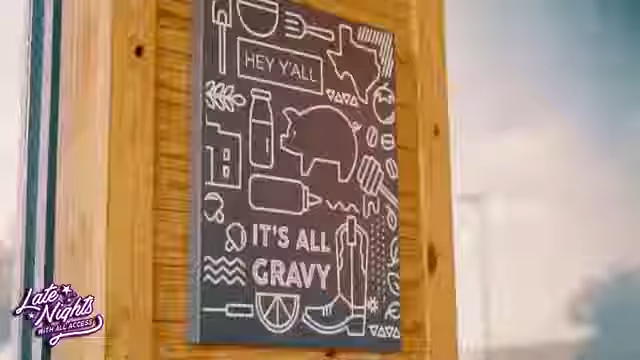 HEY Y'ALL
IT'S ALL
GRAVY
Late
Nights
WITH ALL ACCESS